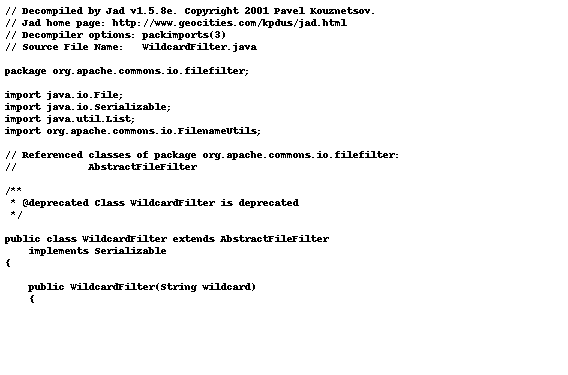 // Decompiled by Jad v1.5.8e. Copyright 2001 Pavel Kouznetsov.
// Jad home page: http://www.geocities.com/kpdus/jad.html
// Decompiler options: packimports(3)
// Source File Name:   WildcardFilter.java

package org.apache.commons.io.filefilter;

import java.io.File;
import java.io.Serializable;
import java.util.List;
import org.apache.commons.io.FilenameUtils;

// Referenced classes of package org.apache.commons.io.filefilter:
//            AbstractFileFilter

/**
 * @deprecated Class WildcardFilter is deprecated
 */

public class WildcardFilter extends AbstractFileFilter
    implements Serializable
{

    public WildcardFilter(String wildcard)
    {